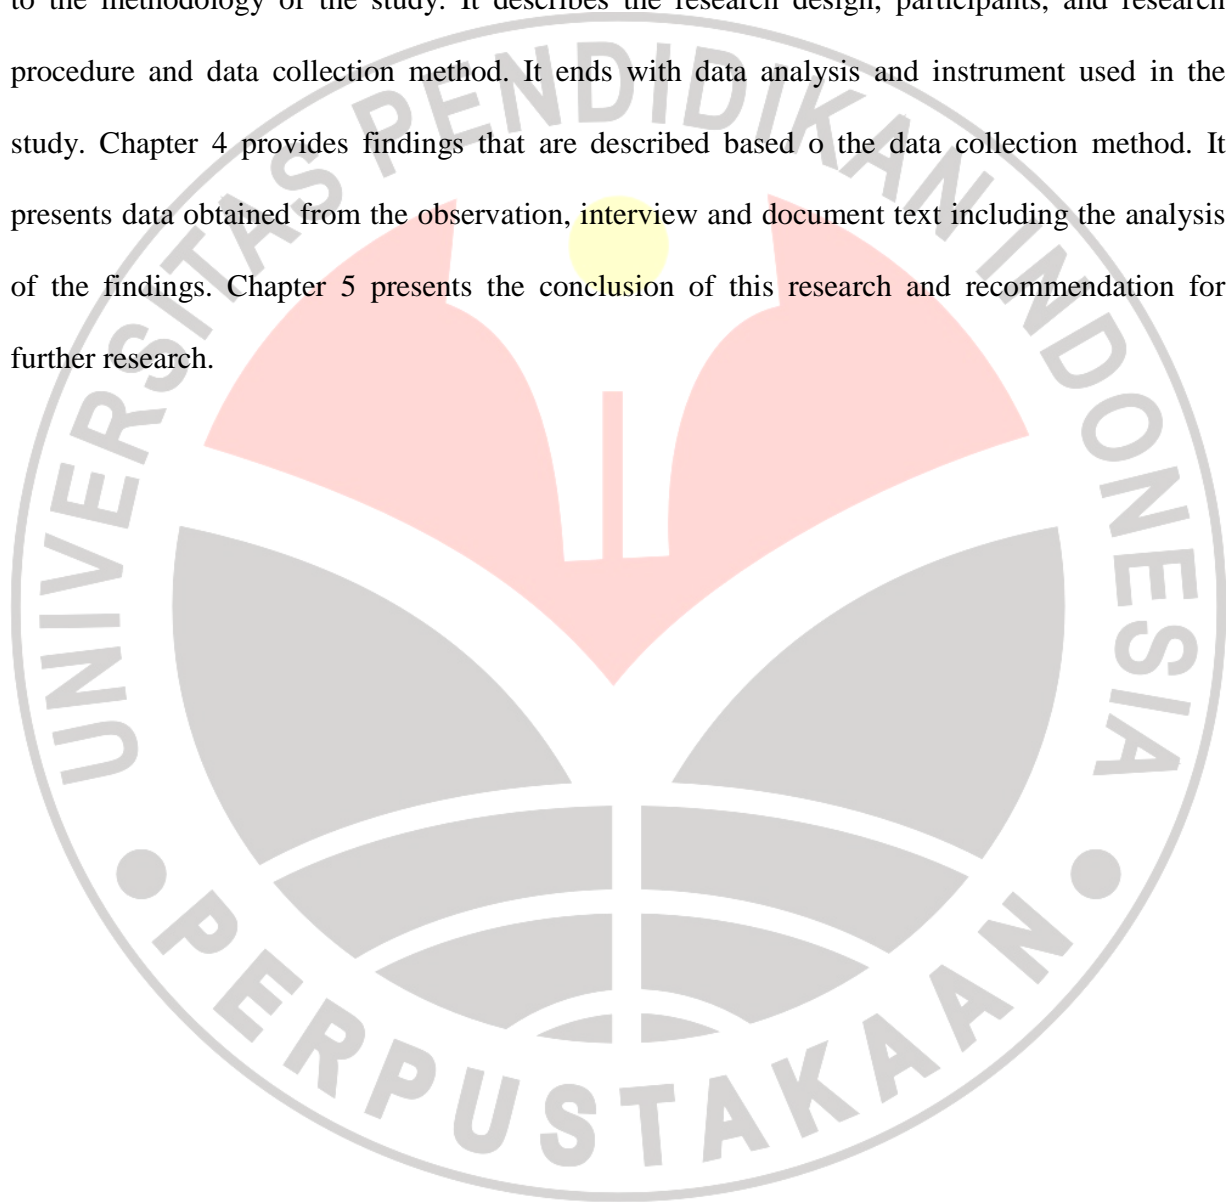 to the methodology of the study. It describes the research design, participants, and research
procedure and data collection method. It ends with data analysis and instrument used in the
study. Chapter 4 provides findings that are described based o the data collection method. It
presents data obtained from the observation, interview and document text including the analysis
of the findings. Chapter 5 presents the conclusion of this research and recommendation for
further research.
UNIVERSITAS PENDIDIKAN INDONESIA
PERPUSTAKAAN